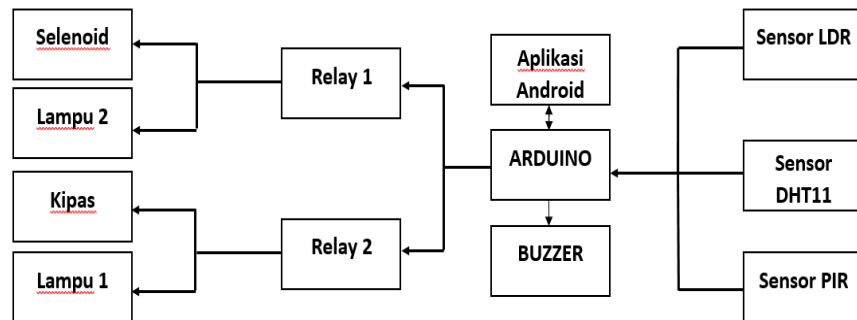 Selenoid
Lampu 2
Kipas
Lampu 1
Relay 1
Relay 2
Aplikasi
Android
ARDUINO
BUZZER
Sensor LDR
Sensor
DHT11
Sensor PIR